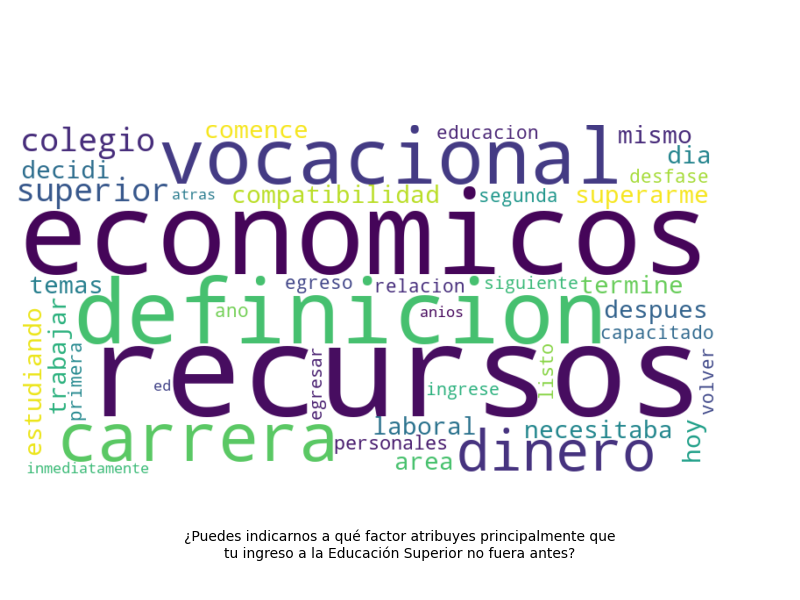 comence
educacion
mismo
colegio
vocacional
dia
decidi
desfase
superior
atras
compatibilidad
segunda
superarme
economicos
temas
egreso
relacion
siguiente
termine
definicion
ano
anios
despues
estudiando
trabajar
primera
capacitado
recursos
ed
egresar
ingrese
listo
volver
carrera
laboral
necesitaba
hoy
personales
dinero
area
inmediatamente
¿Puedes indicarnos a qué factor atribuyes principalmente que
tu ingreso a la Educación Superior no fuera antes?